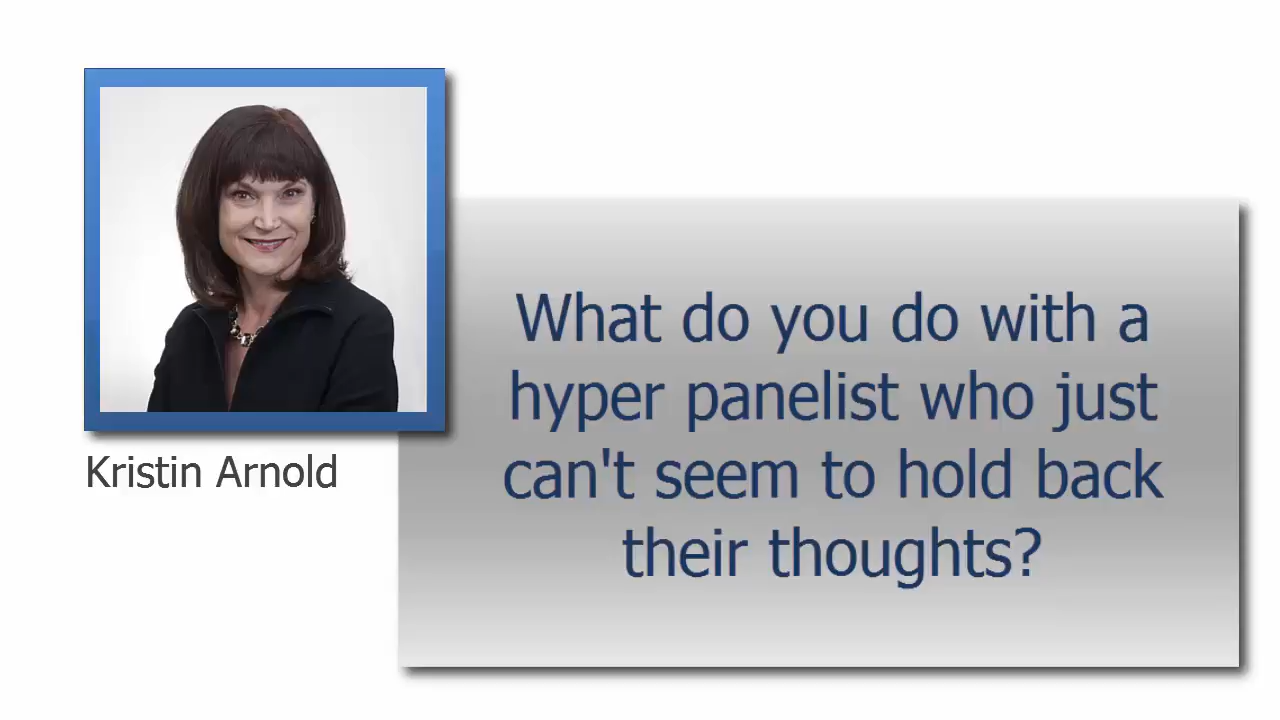 Kristin Arnold
What do you do with a
hyper panelist who just
can't seem to hold back
their thoughts?